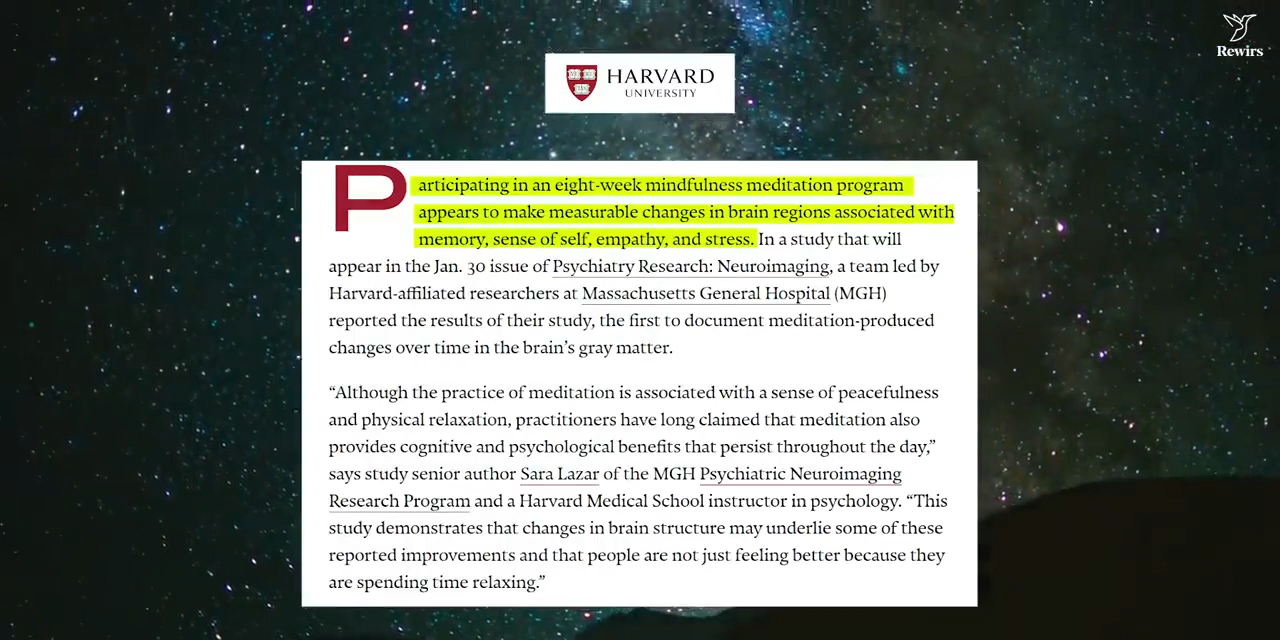 Rewirs
HARVARD
UNIVERSITY
Participating in an eight-week mindfulness meditation program
appears to make measurable changes in brain regions associated with
memory, sense of self, empathy, and stress. In a study that will
appear in the Jan. 30 issue of Psychiatry Research: Neuroimaging, a team led by
Harvard-affiliated researchers at Massachusetts General Hospital (MGH)
reported the results of their study, the first to document meditation-produced
changes over time in the brain’s gray matter.
“Although the practice of meditation is associated with a sense of peacefulness
and physical relaxation, practitioners have long claimed that meditation also
provides cognitive and psychological benefits that persist throughout the day,”
says study senior author Sara Lazar of the MGH Psychiatric Neuroimaging
Research Program and a Harvard Medical School instructor in psychology. “This
study demonstrates that changes in brain structure may underlie some of these
reported improvements and that people are not just feeling better because they
are spending time relaxing.”